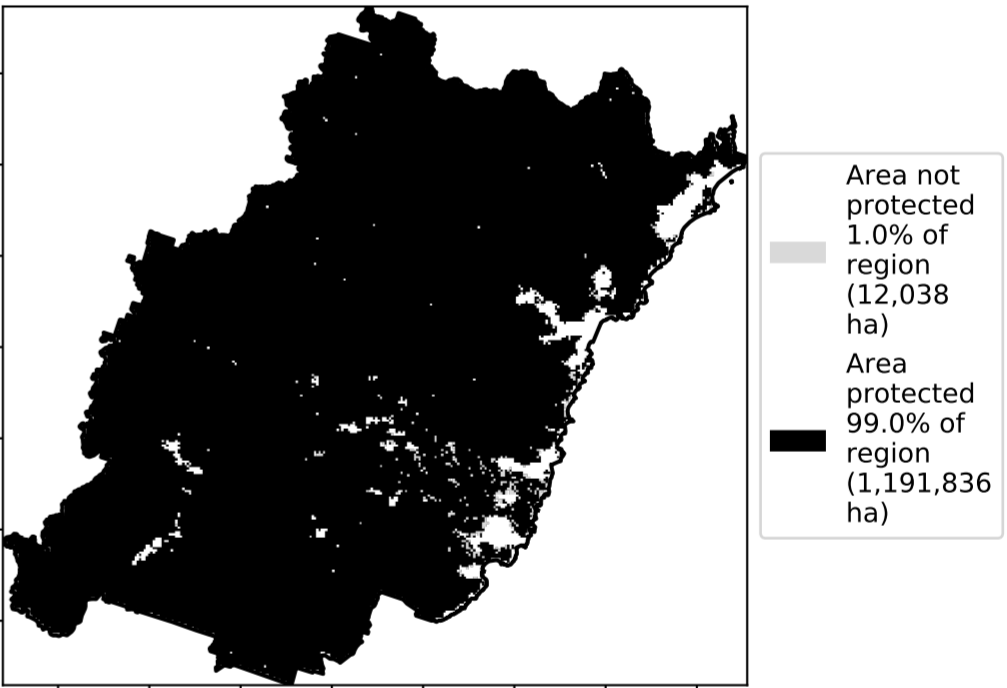 Area not
protected
1.0% of
region
(12,038
ha)
Area
protected
99.0% of
region
(1,191,836
ha)